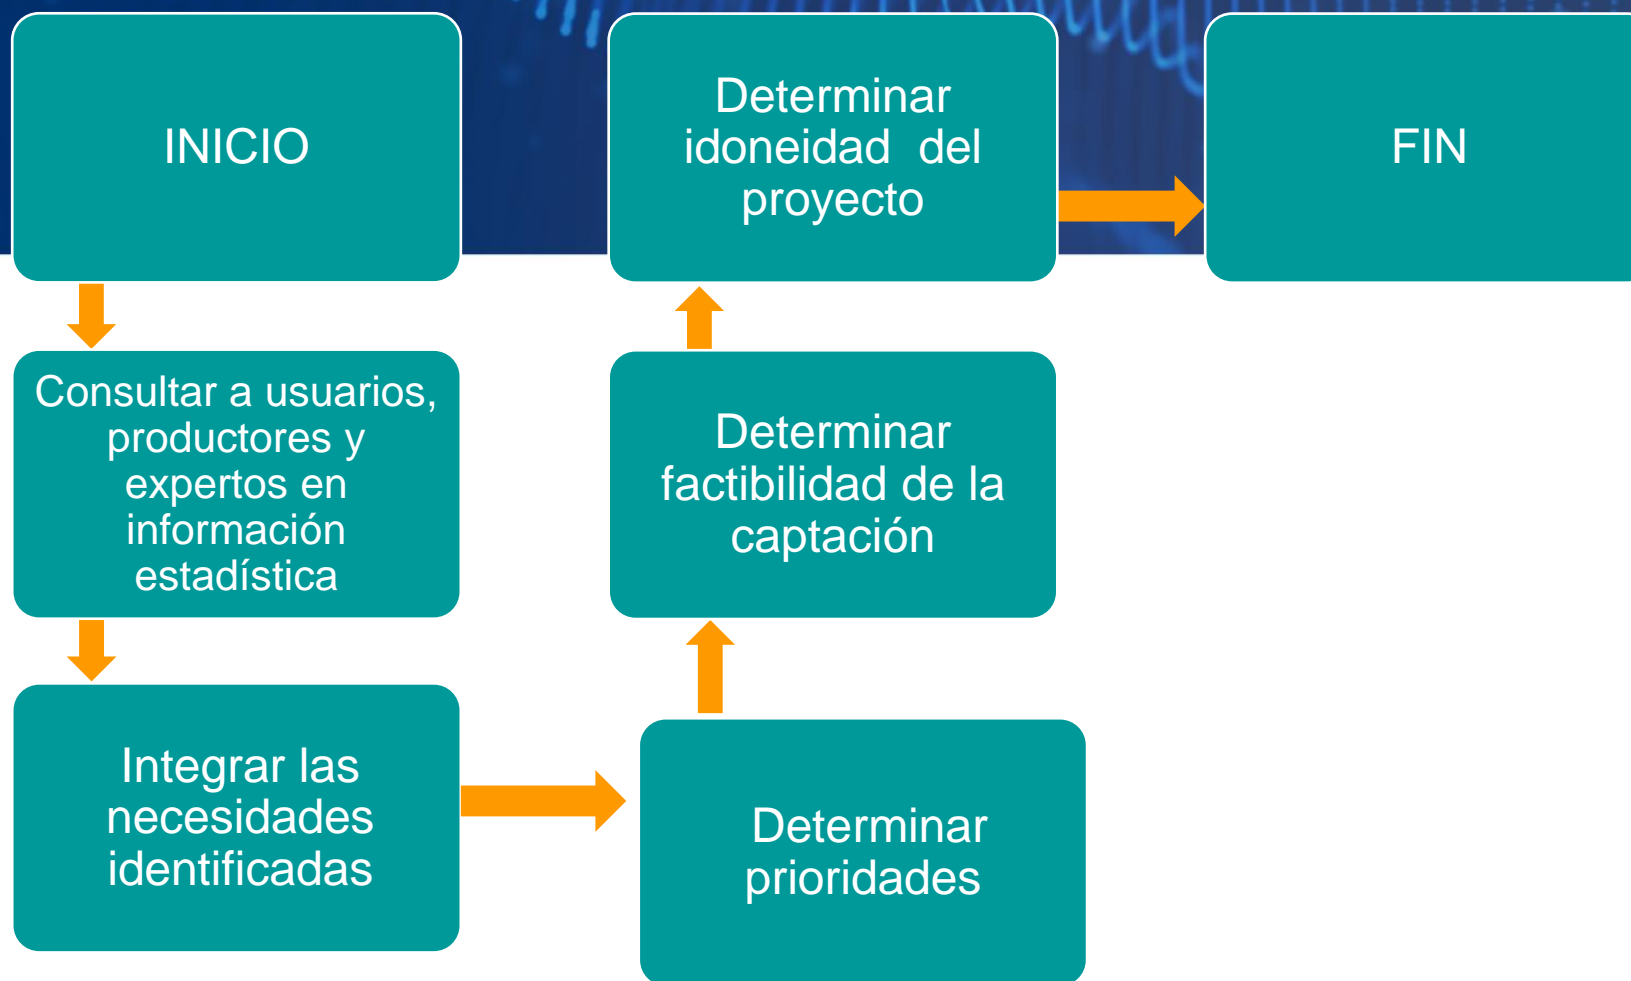 INICIO
Consultar a usuarios,
productores y
expertos en
información
estadística
Integrar las
necesidades
identificadas
Determinar
prioridades
Determinar
factibilidad de la
captación
Determinar
idoneidad  del
proyecto
FIN